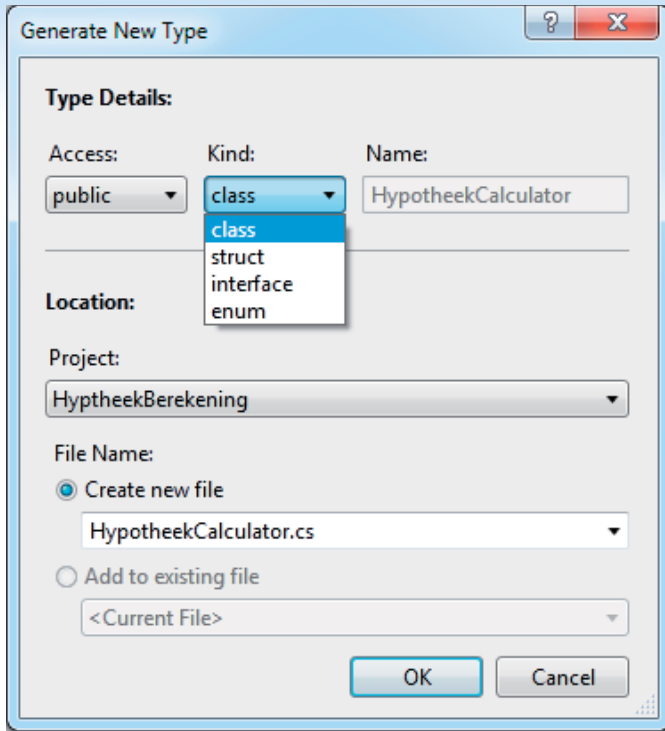 Generate New Type
Type Details:
Access: Kind: Name:
public class HypotheekCalculator
class
struct
interface
enum
Location:
Project:
HyptheekBerekening
File Name:
Create new file
HypotheekCalculator.cs
Add to existing file
<Current File>
OK Cancel